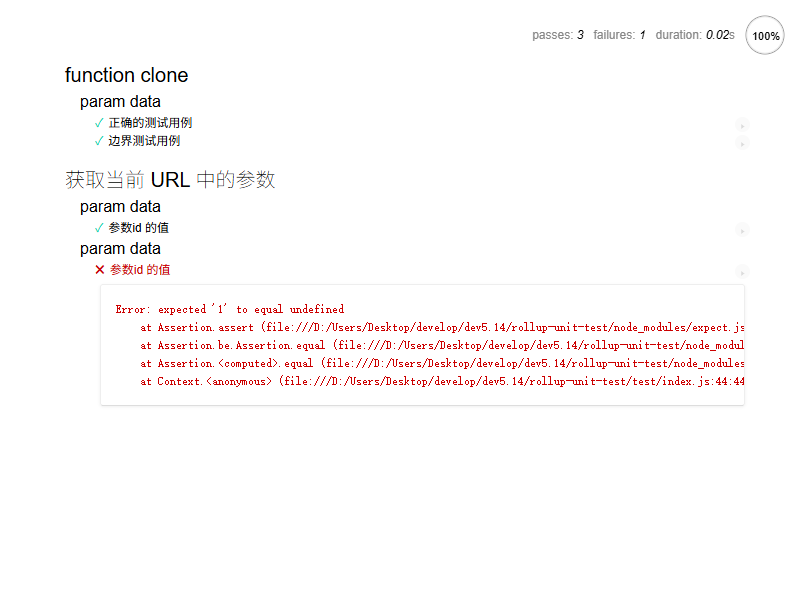 passes: 3 failures: 1 duration: 0.02s 100%
function clone
param data
✓ 正确的测试用例
✓ 边界测试用例
获取当前 URL 中的参数
param data
✓ 参数id 的值
param data
✕ 参数id 的值
Error: expected '1' to equal undefined
at Assertion.assert (file:///D:/Users/Desktop/develop/dev5.14/rollup-unit-test/node_modules/expect.js
at Assertion.be.Assertion.equal (file:///D:/Users/Desktop/develop/dev5.14/rollup-unit-test/node_modul
at Assertion.<computed>.equal (file:///D:/Users/Desktop/develop/dev5.14/rollup-unit-test/node_modules
at Context.<anonymous> (file:///D:/Users/Desktop/develop/dev5.14/rollup-unit-test/test/index.js:44:44